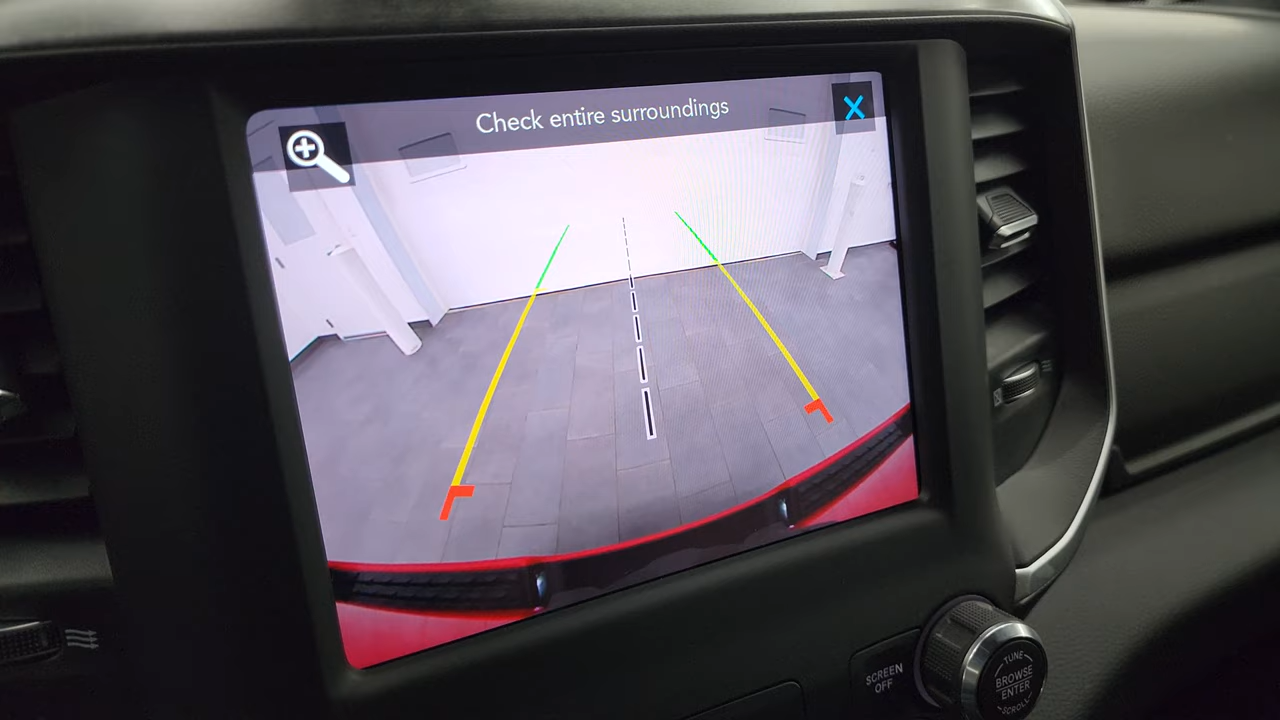 Check entire surroundings
X
SCREEN
OFF
TUNE
BROWSE
ENTER
SCROLL